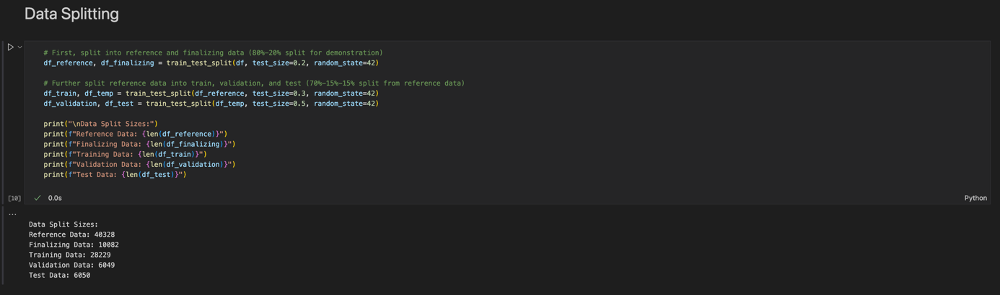 Data Splitting
# First, split into reference and finalizing data (80%-20% split for demonstration)
df_reference, df_finalizing = train_test_split(df, test_size=0.2, random_state=42)
# Further split reference data into train, validation, and test (70%-15%-15% split from reference data)
df_train, df_temp = train_test_split(df_reference, test_size=0.3, random_state=42)
df_validation, df_test = train_test_split(df_temp, test_size=0.5, random_state=42)
print("\nData Split Sizes:")
print(f"Reference Data: {len(df_reference)}")
print(f"Finalizing Data: {len(df_finalizing)}")
print(f"Training Data: {len(df_train)}")
print(f"Validation Data: {len(df_validation)}")
print(f"Test Data: {len(df_test)}")
[10] 0.0s Python
...
Data Split Sizes:
Reference Data: 40328
Finalizing Data: 10082
Training Data: 28229
Validation Data: 6049
Test Data: 6050